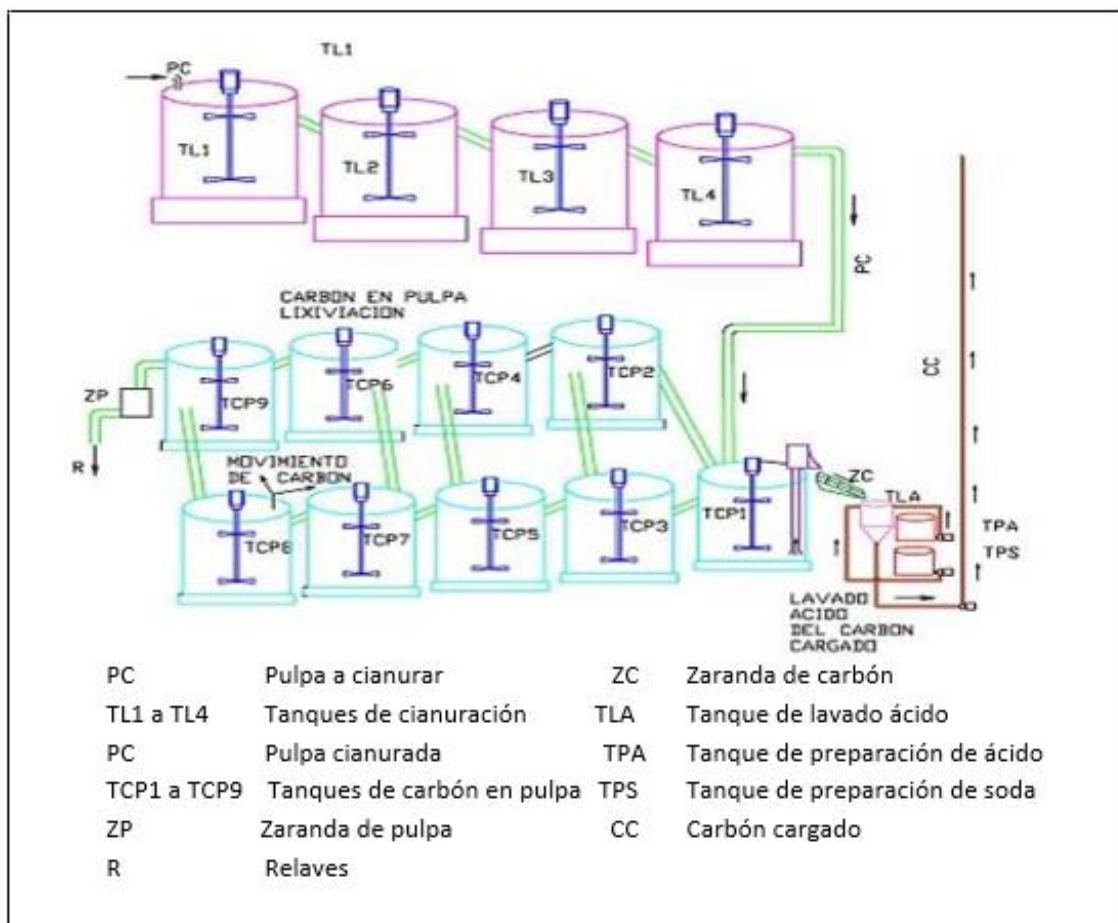 TL1
PC
TL1
TL2
TL3
TL4
PC
CARBON EN PULPA
LIXIVIACION
CC
ZP
TCP9
TCP6
TCP4
TCP2
R
MOVIMIENTO
DE CARBON
ZC
TLA
TCP8
TCP7
TCP5
TCP3
TCP1
TPA
TPS
LAVADO
ACIDO
DEL CARBON
CARGADO
PC Pulpa a cianurar ZC Zaranda de carbón
TL1 a TL4 Tanques de cianuración TLA Tanque de lavado ácido
PC Pulpa cianurada TPA Tanque de preparación de ácido
TCP1 a TCP9 Tanques de carbón en pulpa TPS Tanque de preparación de soda
ZP Zaranda de pulpa CC Carbón cargado
R Relaves